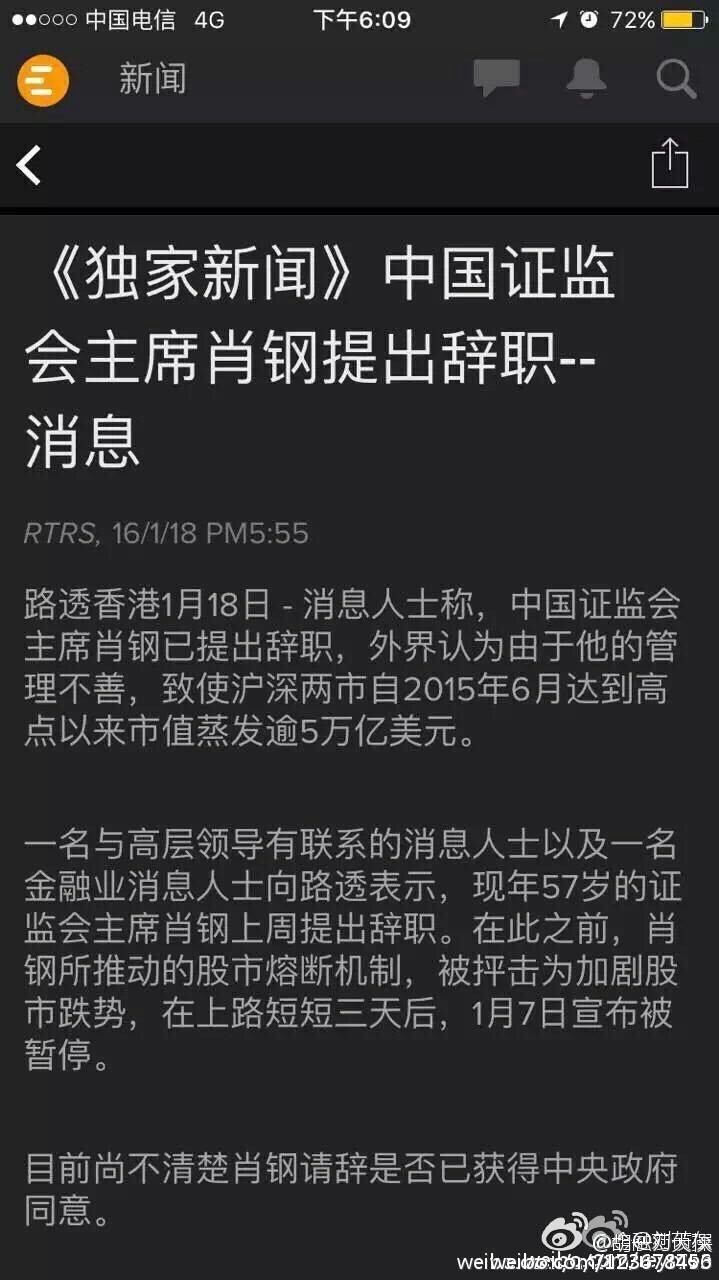 中国电信 4G 下午6:09 72%
新闻
《独家新闻》中国证监
会主席肖钢提出辞职--
消息
RTRS, 16/1/18 PM5:55
路透香港1月18日 - 消息人士称，中国证监会
主席肖钢已提出辞职，外界认为由于他的管
理不善，致使沪深两市自2015年6月达到高
点以来市值蒸发逾5万亿美元。
一名与高层领导有联系的消息人士以及一名
金融业消息人士向路透表示，现年57岁的证
监会主席肖钢上周提出辞职。在此之前，肖
钢所推动的股市熔断机制，被抨击为加剧股
市跌势，在上路短短三天后，1月7日宣布被
暂停。
目前尚不清楚肖钢请辞是否已获得中央政府
同意。